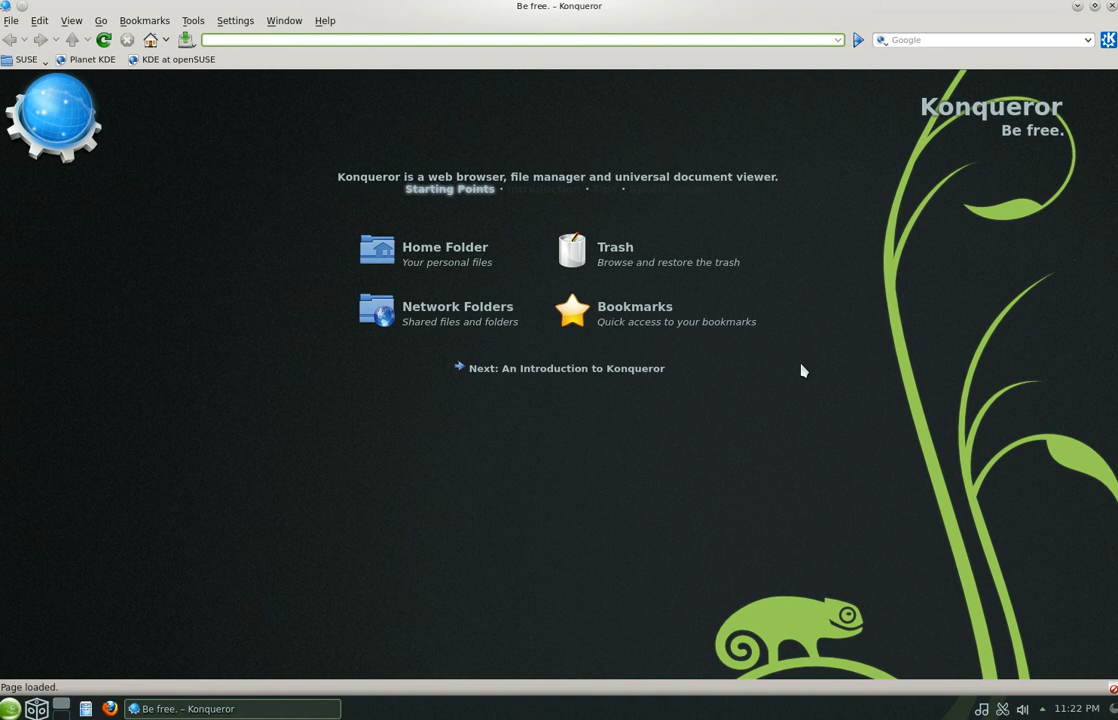 Be free. – Konqueror
File Edit View Go Bookmarks Tools Settings Window Help
Google
SUSE Planet KDE KDE at openSUSE
Konqueror
Be free.
Konqueror is a web browser, file manager and universal document viewer.
Starting Points · Introduction · Tips ·
Home Folder
Your personal files
Trash
Browse and restore the trash
Network Folders
Shared files and folders
Bookmarks
Quick access to your bookmarks
Next: An Introduction to Konqueror
Page loaded.
Be free. – Konqueror
11:22 PM